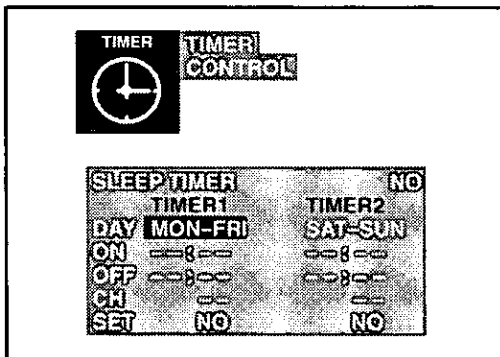 TIMER
TIMER
CONTROL
SLEEP TIMER NO
TIMER1 TIMER2
DAY MON-FRI SAT-SUN
ON --:-- --:--
OFF --:-- --:--
CH -- --
SET NO NO